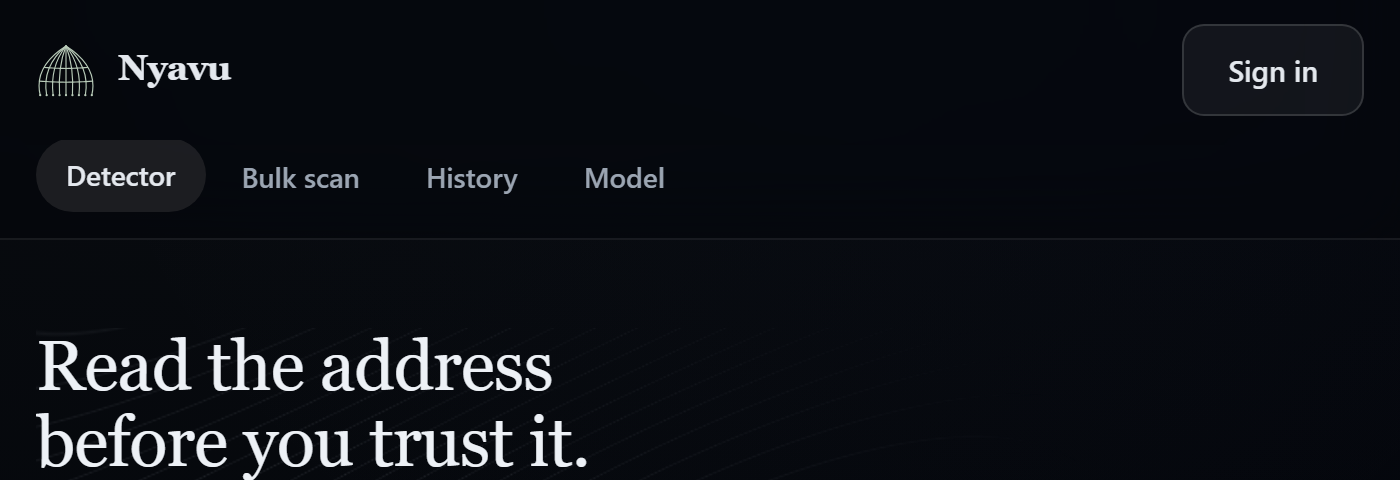 Nyavu
Sign in
Detector
Bulk scan
History
Model
Read the address
before you trust it.